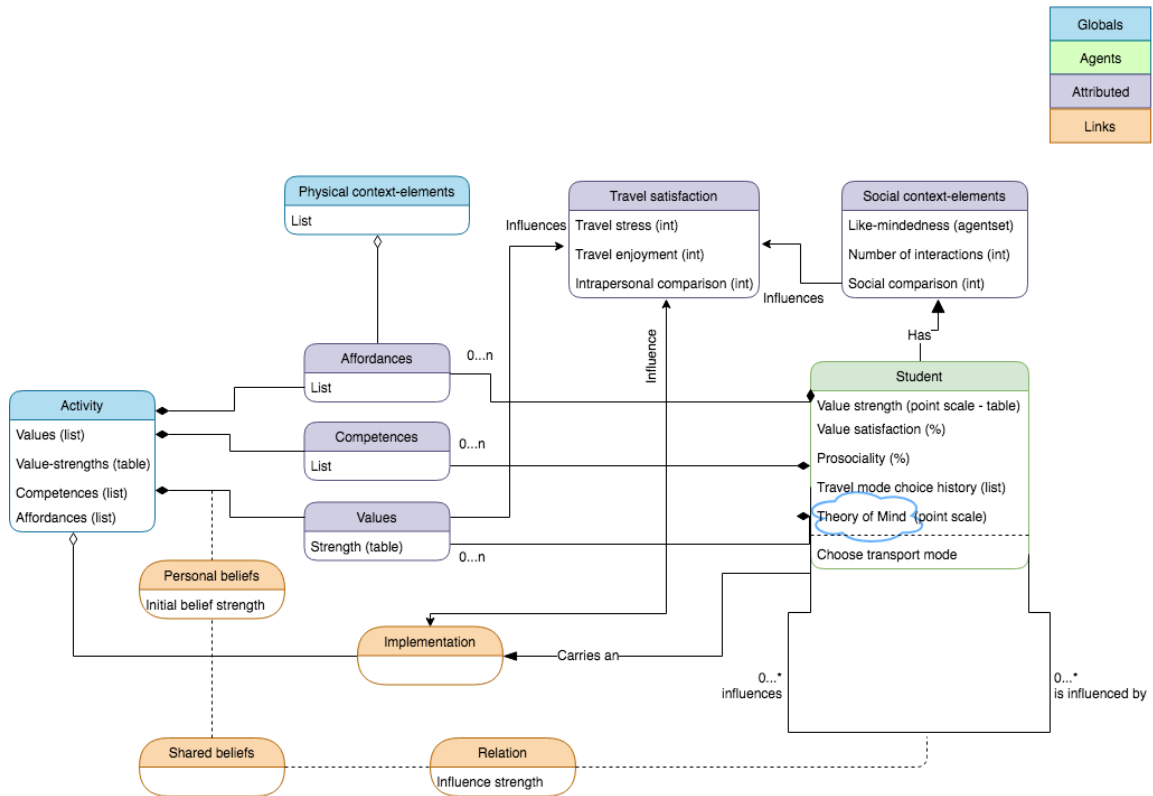 Globals
Agents
Attributed
Links
Physical context-elements
List
Travel satisfaction
Travel stress (int)
Travel enjoyment (int)
Intrapersonal comparison (int)
Social context-elements
Like-mindedness (agentset)
Number of interactions (int)
Social comparison (int)
Influences
Influences
Has
Influence
Affordances
List
0...n
Student
Value strength (point scale - table)
Value satisfaction (%)
Prosociality (%)
Travel mode choice history (list)
Theory of Mind (point scale)
Choose transport mode
Activity
Values (list)
Value-strengths (table)
Competences (list)
Affordances (list)
Competences
List
0...n
Values
Strength (table)
0...n
Personal beliefs
Initial belief strength
Implementation
Carries an
0...*
influences
0...*
is influenced by
Shared beliefs
Relation
Influence strength